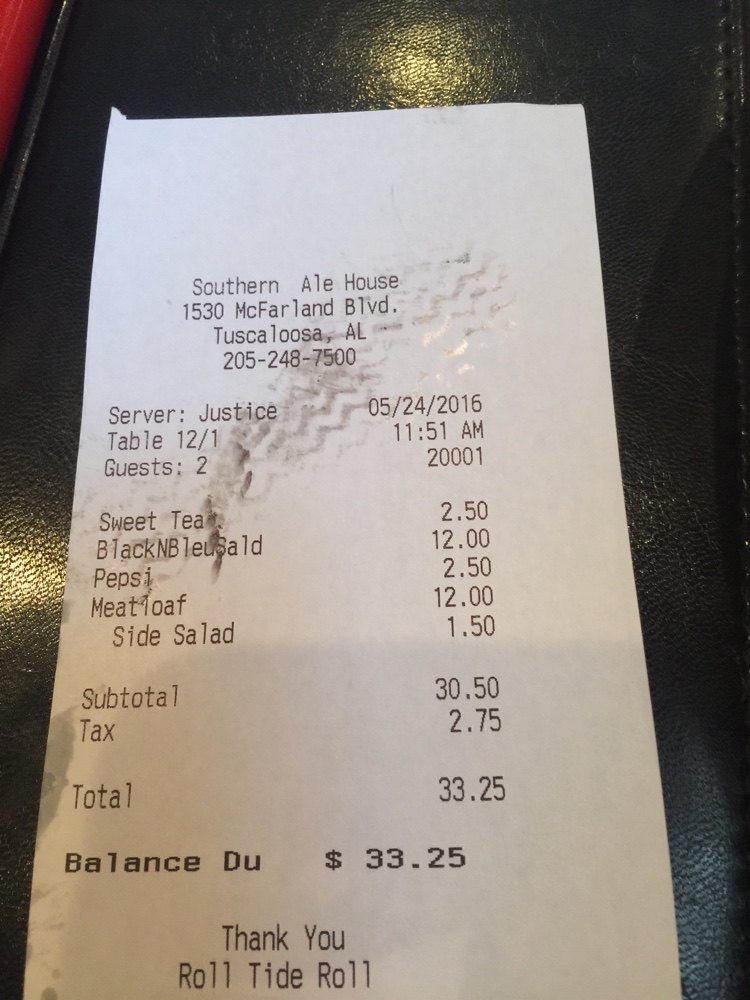 Southern Ale House
1530 McFarland Blvd.
Tuscaloosa, AL
205-248-7500
Server: Justice 05/24/2016
Table 12/1 11:51 AM
Guests: 2 20001
Sweet Tea 2.50
BlackNBleuSald 12.00
Pepsi 2.50
Meatloaf 12.00
Side Salad 1.50
Subtotal 30.50
Tax 2.75
Total 33.25
Balance Du $ 33.25
Thank You
Roll Tide Roll